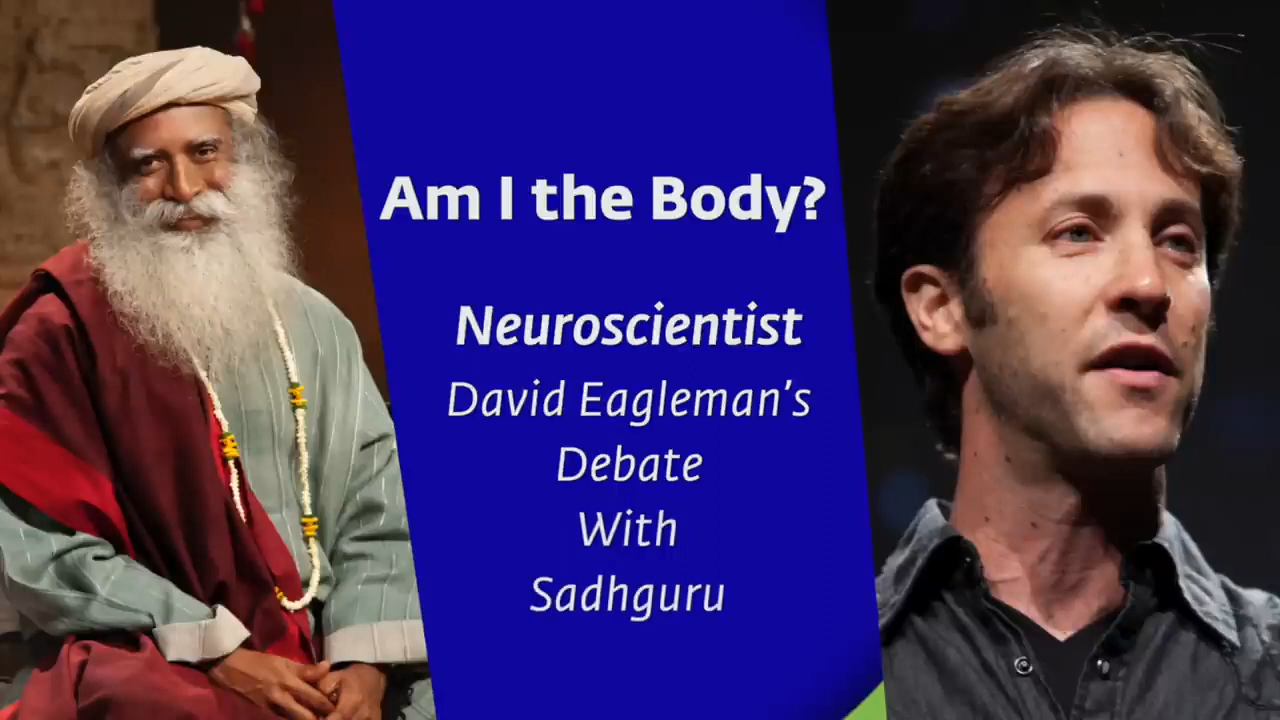 Am I the Body?
Neuroscientist
David Eagleman's
Debate
With
Sadhguru